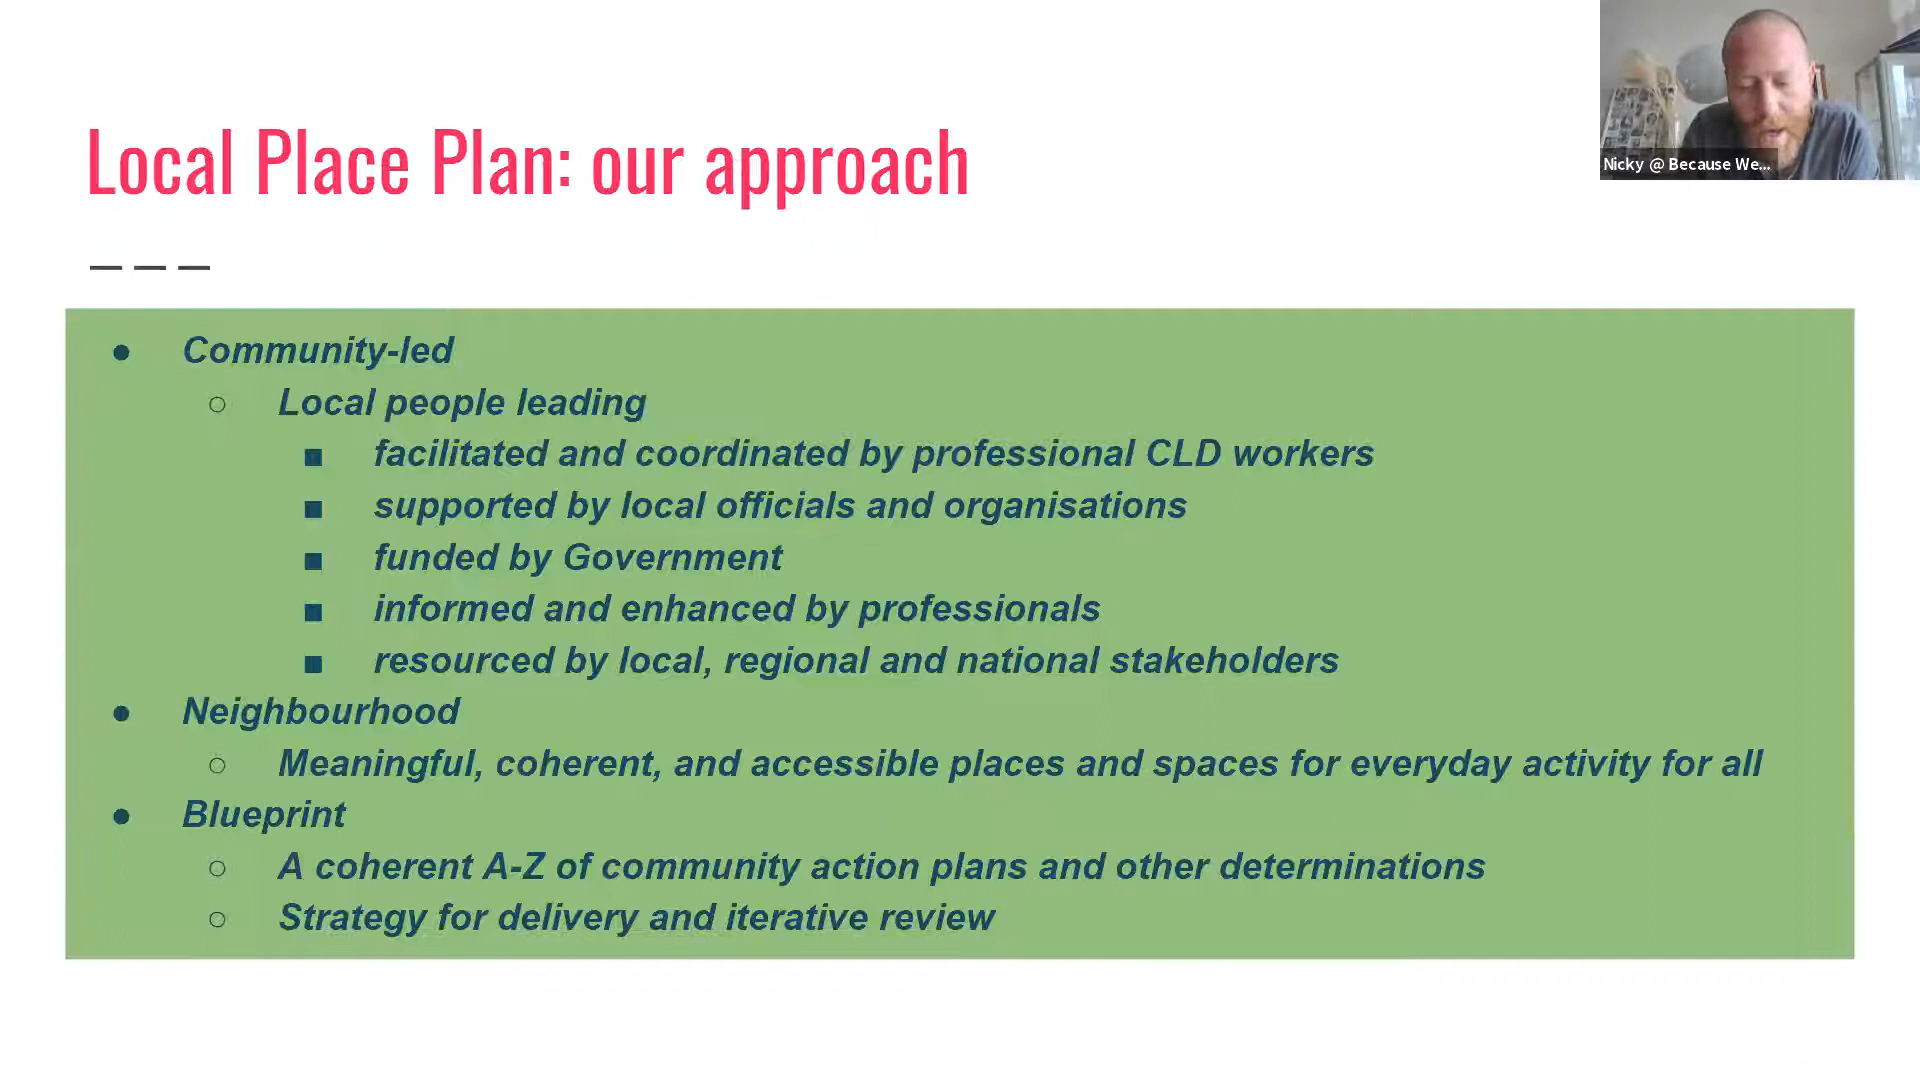 Local Place Plan: our approach
Nicky @ Because We...
● Community-led
○ Local people leading
■ facilitated and coordinated by professional CLD workers
■ supported by local officials and organisations
■ funded by Government
■ informed and enhanced by professionals
■ resourced by local, regional and national stakeholders
● Neighbourhood
○ Meaningful, coherent, and accessible places and spaces for everyday activity for all
● Blueprint
○ A coherent A-Z of community action plans and other determinations
○ Strategy for delivery and iterative review